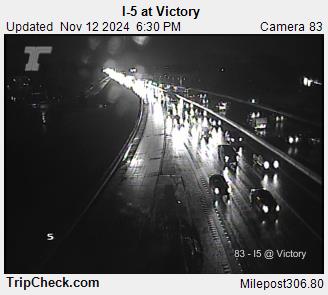 I-5 at Victory
Updated  Nov 12 2024  6:30 PM  Camera 83
T
S
83 - I5 @ Victory
TripCheck.com  Milepost306.80